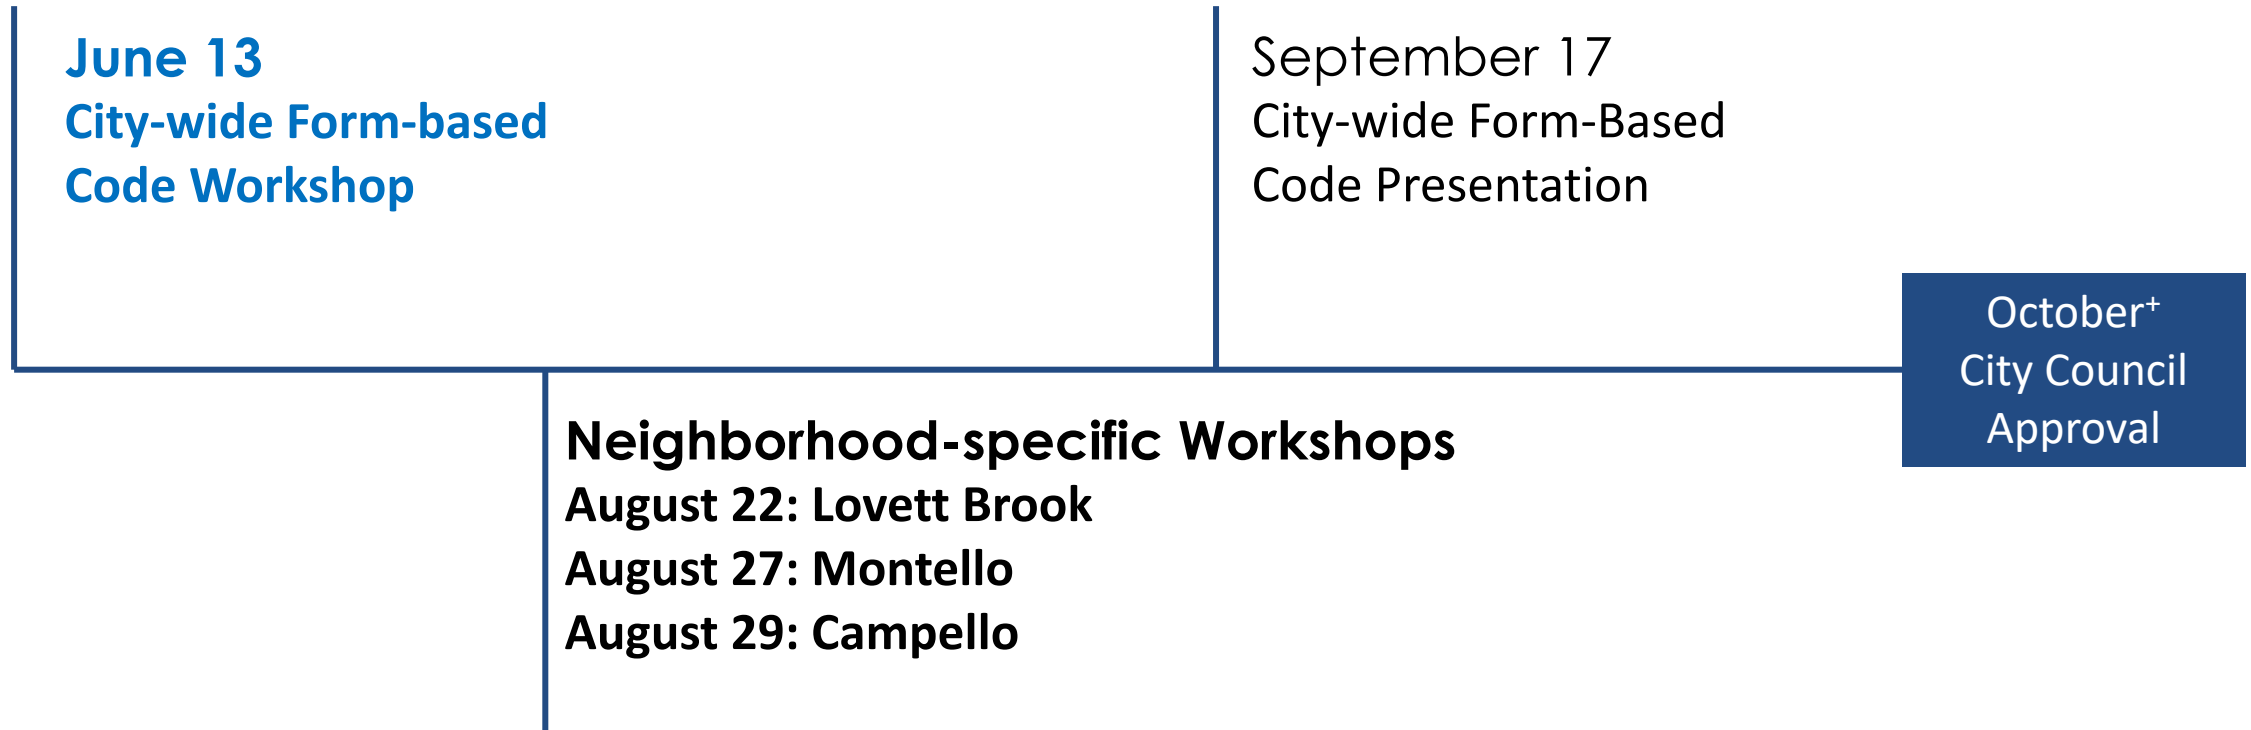 June 13
City-wide Form-based
Code Workshop
September 17
City-wide Form-Based
Code Presentation
October⁺
City Council
Approval
Neighborhood-specific Workshops
August 22: Lovett Brook
August 27: Montello
August 29: Campello